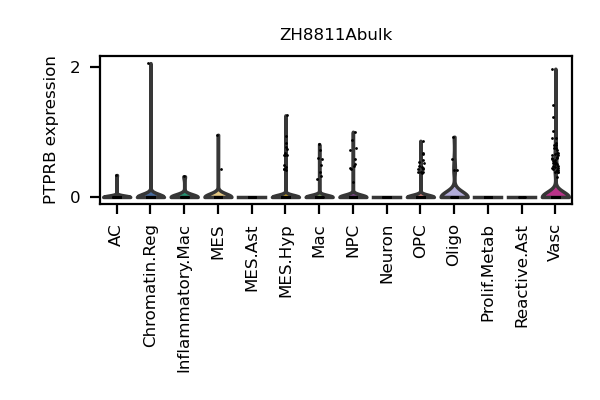 ZH8811Abulk
PTPRB expression
2
0
AC
Chromatin.Reg
Inflammatory.Mac
MES
MES.Ast
MES.Hyp
Mac
NPC
Neuron
OPC
Oligo
Prolif.Metab
Reactive.Ast
Vasc